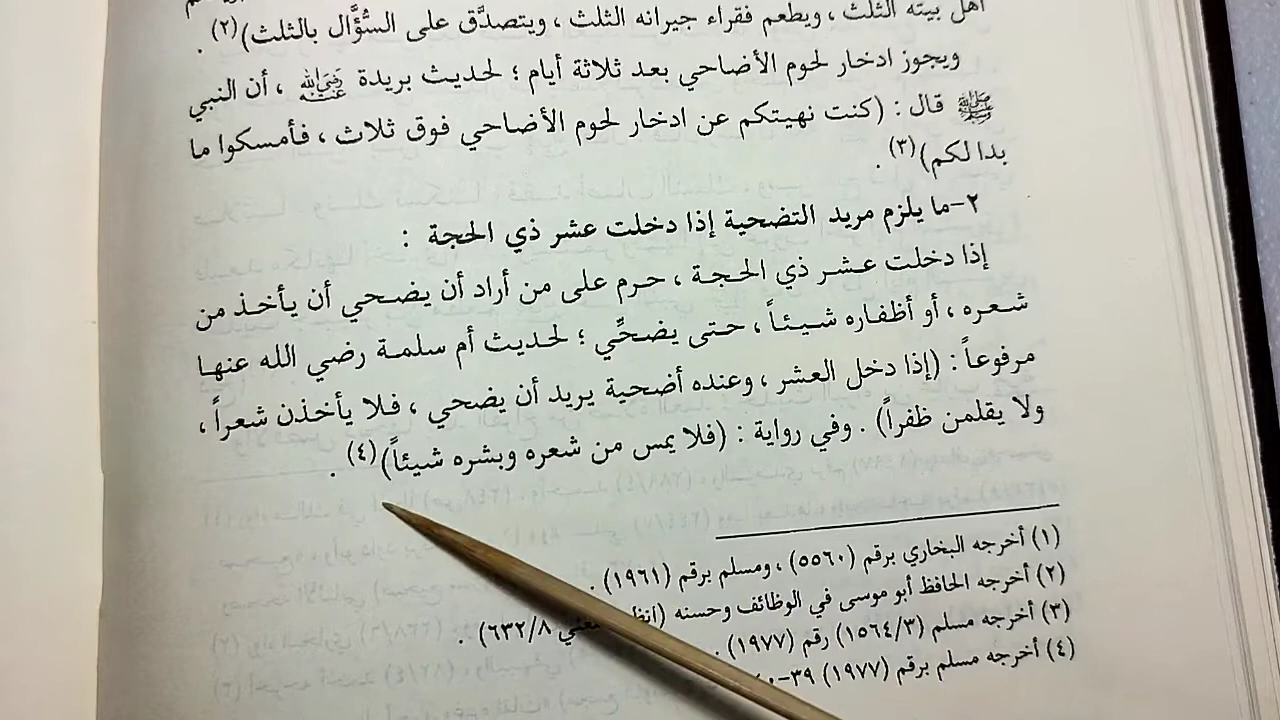 أهل بيته الثلث ، ويطعم فقراء جيرانه الثلث ، ويتصدَّق على السُّؤَّال بالثلث)(٢) .
ويجوز ادخار لحوم الأضاحي بعد ثلاثة أيام ؛ لحديث بريدة رَضِيَ اللهُ عَنْهُ ، أن النبي
ﷺ قال : (كنت نهيتكم عن ادخار لحوم الأضاحي فوق ثلاث ، فأمسكوا ما
بدا لكم)(٣) .
٢-ما يلزم مريد التضحية إذا دخلت عشر ذي الحجة :
إذا دخلت عشر ذي الحجة ، حرم على من أراد أن يضحي أن يأخذ من
شعره ، أو أظفاره شيئاً ، حتى يضحِّي ؛ لحديث أم سلمة رضي الله عنها
مرفوعاً : (إذا دخل العشر ، وعنده أضحية يريد أن يضحي ، فلا يأخذن شعراً ،
ولا يقلمن ظفراً) . وفي رواية : (فلا يمس من شعره وبشره شيئاً)(٤) .
(١) أخرجه البخاري برقم (٥٥٦٠) ، ومسلم برقم (١٩٦١) .
(٢) أخرجه الحافظ أبو موسى في الوظائف وحسنه (انظر ٦٣٢/٨) .
(٣) أخرجه مسلم (١٥٦٤/٣) رقم (١٩٧٧) .
(٤) أخرجه مسلم برقم (١٩٧٧) ٣٩-